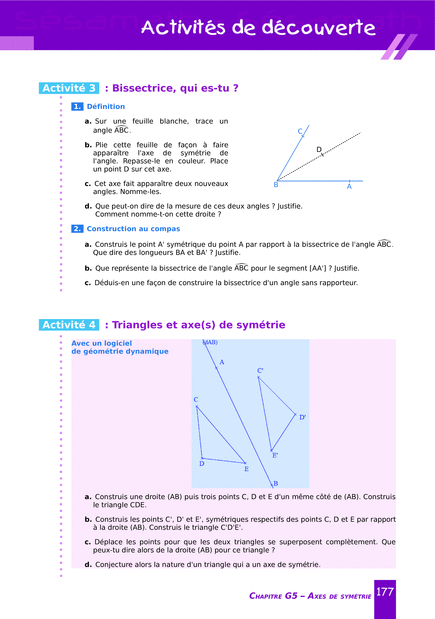 Activités de découverte
Activité 3 : Bissectrice, qui es-tu ?
1. Définition
a. Sur une feuille blanche, trace un
angle ABC.
b. Plie cette feuille de façon à faire
apparaître l'axe de symétrie de
l'angle. Repasse-le en couleur. Place
un point D sur cet axe.
c. Cet axe fait apparaître deux nouveaux
angles. Nomme-les.
C
D
B
A
d. Que peut-on dire de la mesure de ces deux angles ? Justifie.
Comment nomme-t-on cette droite ?
2. Construction au compas
a. Construis le point A' symétrique du point A par rapport à la bissectrice de l'angle ABC.
Que dire des longueurs BA et BA' ? Justifie.
b. Que représente la bissectrice de l'angle ABC pour le segment [AA'] ? Justifie.
c. Déduis-en une façon de construire la bissectrice d'un angle sans rapporteur.
Activité 4 : Triangles et axe(s) de symétrie
Avec un logiciel
de géométrie dynamique
(AB)
A
C'
C
D'
E'
D
E
B
a. Construis une droite (AB) puis trois points C, D et E d'un même côté de (AB). Construis
le triangle CDE.
b. Construis les points C', D' et E', symétriques respectifs des points C, D et E par rapport
à la droite (AB). Construis le triangle C'D'E'.
c. Déplace les points pour que les deux triangles se superposent complètement. Que
peux-tu dire alors de la droite (AB) pour ce triangle ?
d. Conjecture alors la nature d'un triangle qui a un axe de symétrie.
Chapitre G5 – Axes de symétrie 177